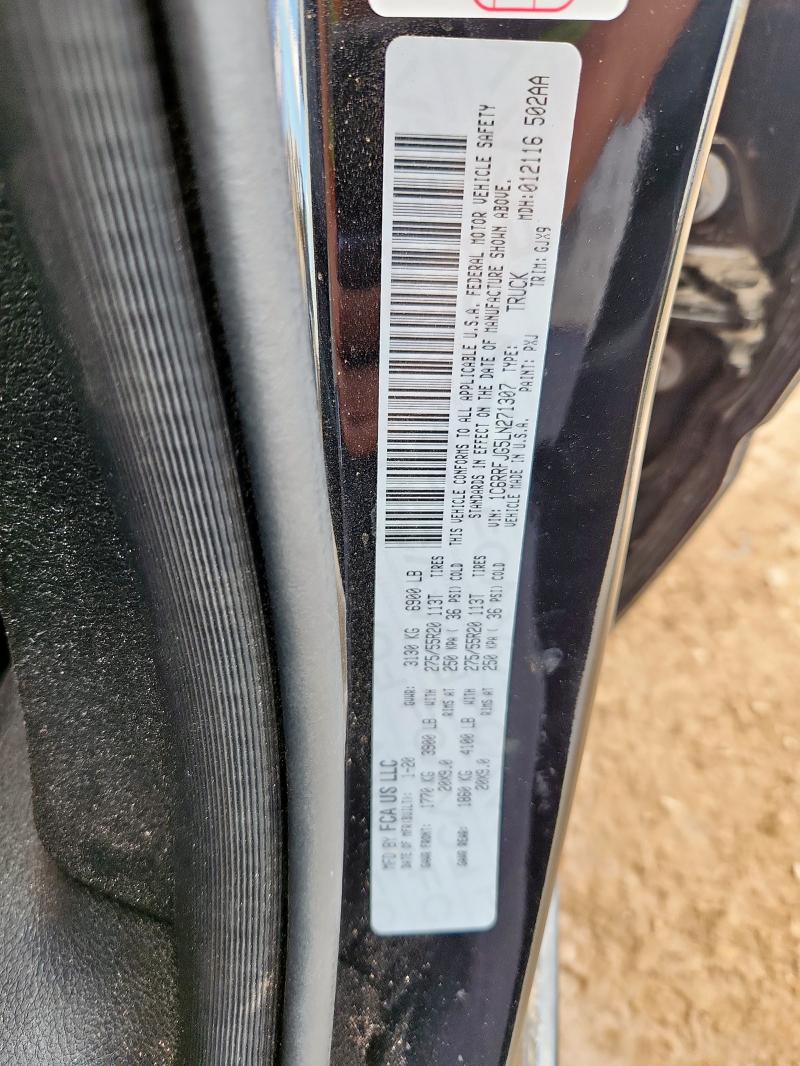 MFD BY FCA US LLC
DATE OF MFR(BUILT): 1-20 GVWR: 3130 KG 6900 LB
GAWR FRONT: 1770 KG 3900 LB WITH 275/55R20 113T TIRES
20X9.0 RIMS AT 250 KPA ( 36 PSI) COLD
GAWR REAR: 1860 KG 4100 LB WITH 275/55R20 113T TIRES
20X9.0 RIMS AT 250 KPA ( 36 PSI) COLD
THIS VEHICLE CONFORMS TO ALL APPLICABLE U.S.A. FEDERAL MOTOR VEHICLE SAFETY
STANDARDS IN EFFECT ON THE DATE OF MANUFACTURE SHOWN ABOVE.
VIN: 1C6RRFJG5LN271307 TYPE: TRUCK MDH:012116 502AA
VEHICLE MADE IN U.S.A. PAINT: PXJ TRIM: GJX9